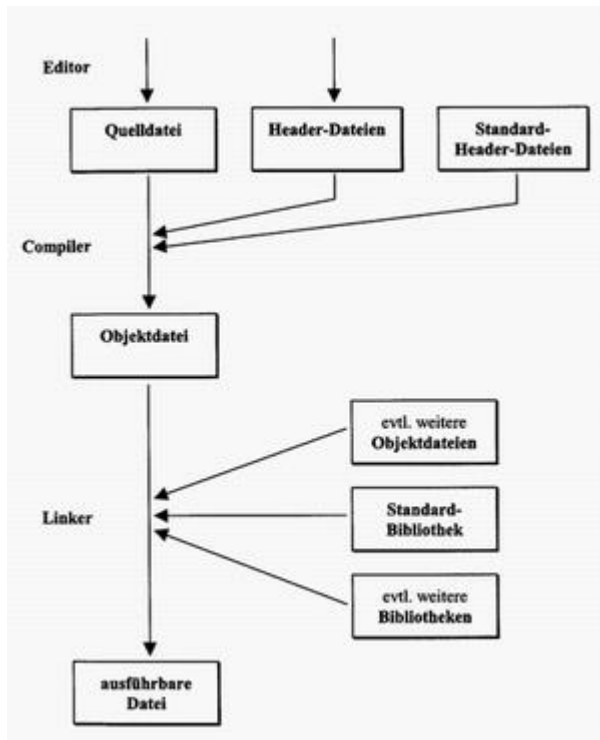 Editor
Quelldatei
Header-Dateien
Standard-
Header-Dateien
Compiler
Objektdatei
evtl. weitere
Objektdateien
Linker
Standard-
Bibliothek
evtl. weitere
Bibliotheken
ausführbare
Datei